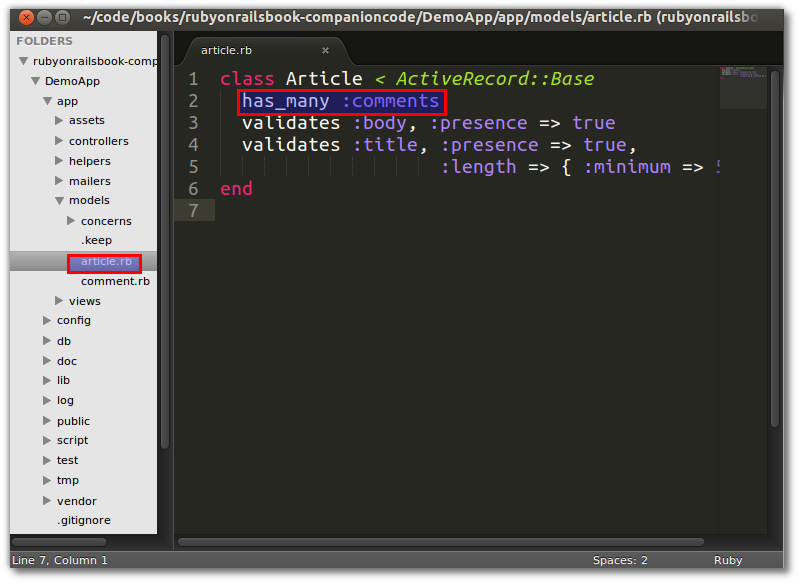 ~/code/books/rubyonrailsbook-companioncode/DemoApp/app/models/article.rb (rubyonrailsbo
FOLDERS
rubyonrailsbook-comp
DemoApp
app
assets
controllers
helpers
mailers
models
concerns
.keep
article.rb
comment.rb
views
config
db
doc
lib
log
public
script
test
tmp
vendor
.gitignore
article.rb ×
1 class Article < ActiveRecord::Base
2 has_many :comments
3 validates :body, :presence => true
4 validates :title, :presence => true,
5 :length => { :minimum => 5
6 end
7
Line 7, Column 1
Spaces: 2
Ruby